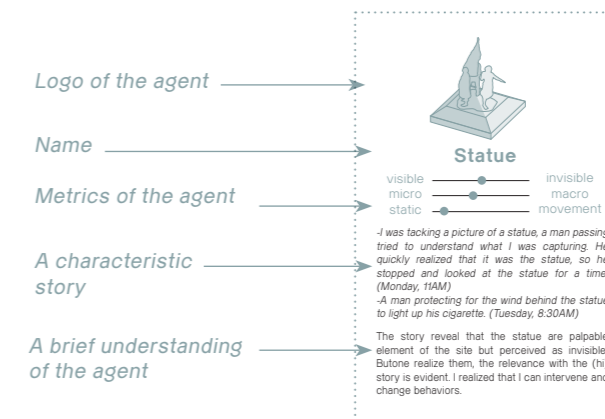 Logo of the agent
Name
Metrics of the agent
A characteristic
story
A brief understanding
of the agent
Statue
visible invisible
micro macro
static movement
-I was tacking a picture of a statue, a man passing
tried to understand what I was capturing. He
quickly realized that it was the statue, so he
stopped and looked at the statue for a time.
(Monday, 11AM)
-A man protecting for the wind behind the statue
to light up his cigarette. (Tuesday, 8:30AM)
The story reveal that the statue are palpable
element of the site but perceived as invisible.
Butone realize them, the relevance with the (hi)
story is evident. I realized that I can intervene and
change behaviors.